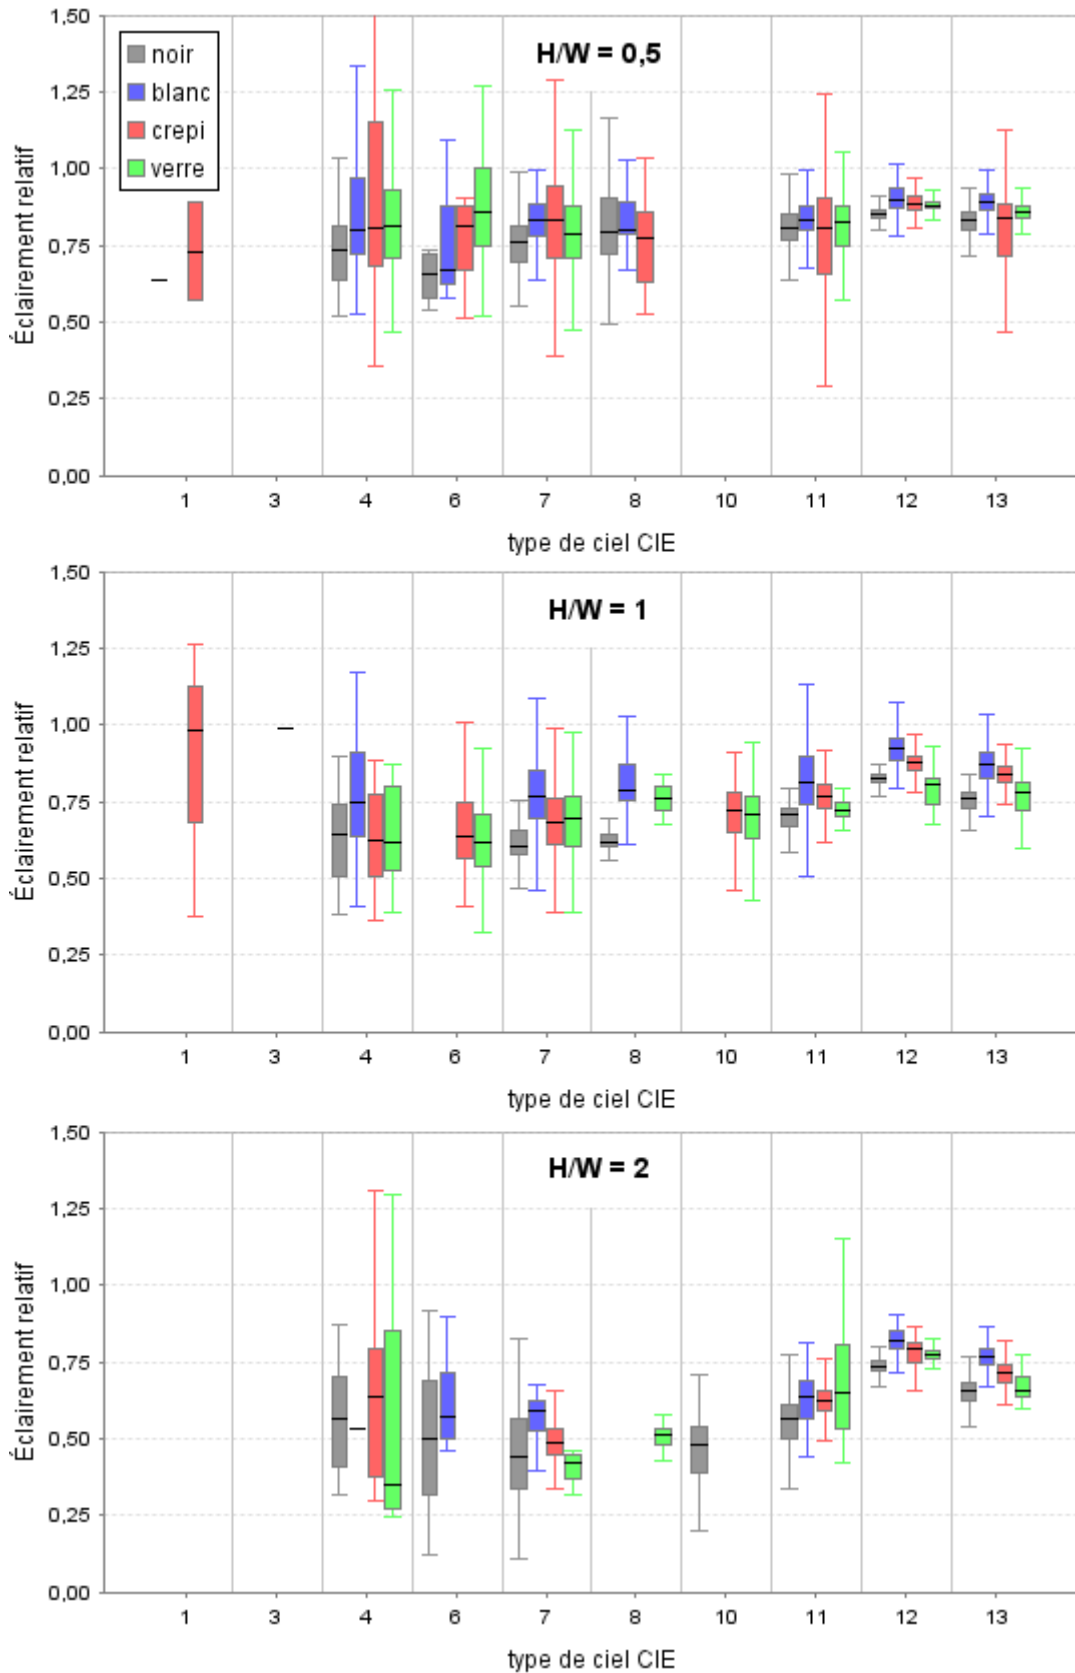 1,50
H/W = 0,5
noir
blanc
crepi
verre
1,25
1,00
0,75
0,50
0,25
0,00
Éclairement relatif
1 3 4 6 7 8 10 11 12 13
type de ciel CIE
1,50
H/W = 1
1,25
1,00
0,75
0,50
0,25
0,00
Éclairement relatif
1 3 4 6 7 8 10 11 12 13
type de ciel CIE
1,50
H/W = 2
1,25
1,00
0,75
0,50
0,25
0,00
Éclairement relatif
1 3 4 6 7 8 10 11 12 13
type de ciel CIE